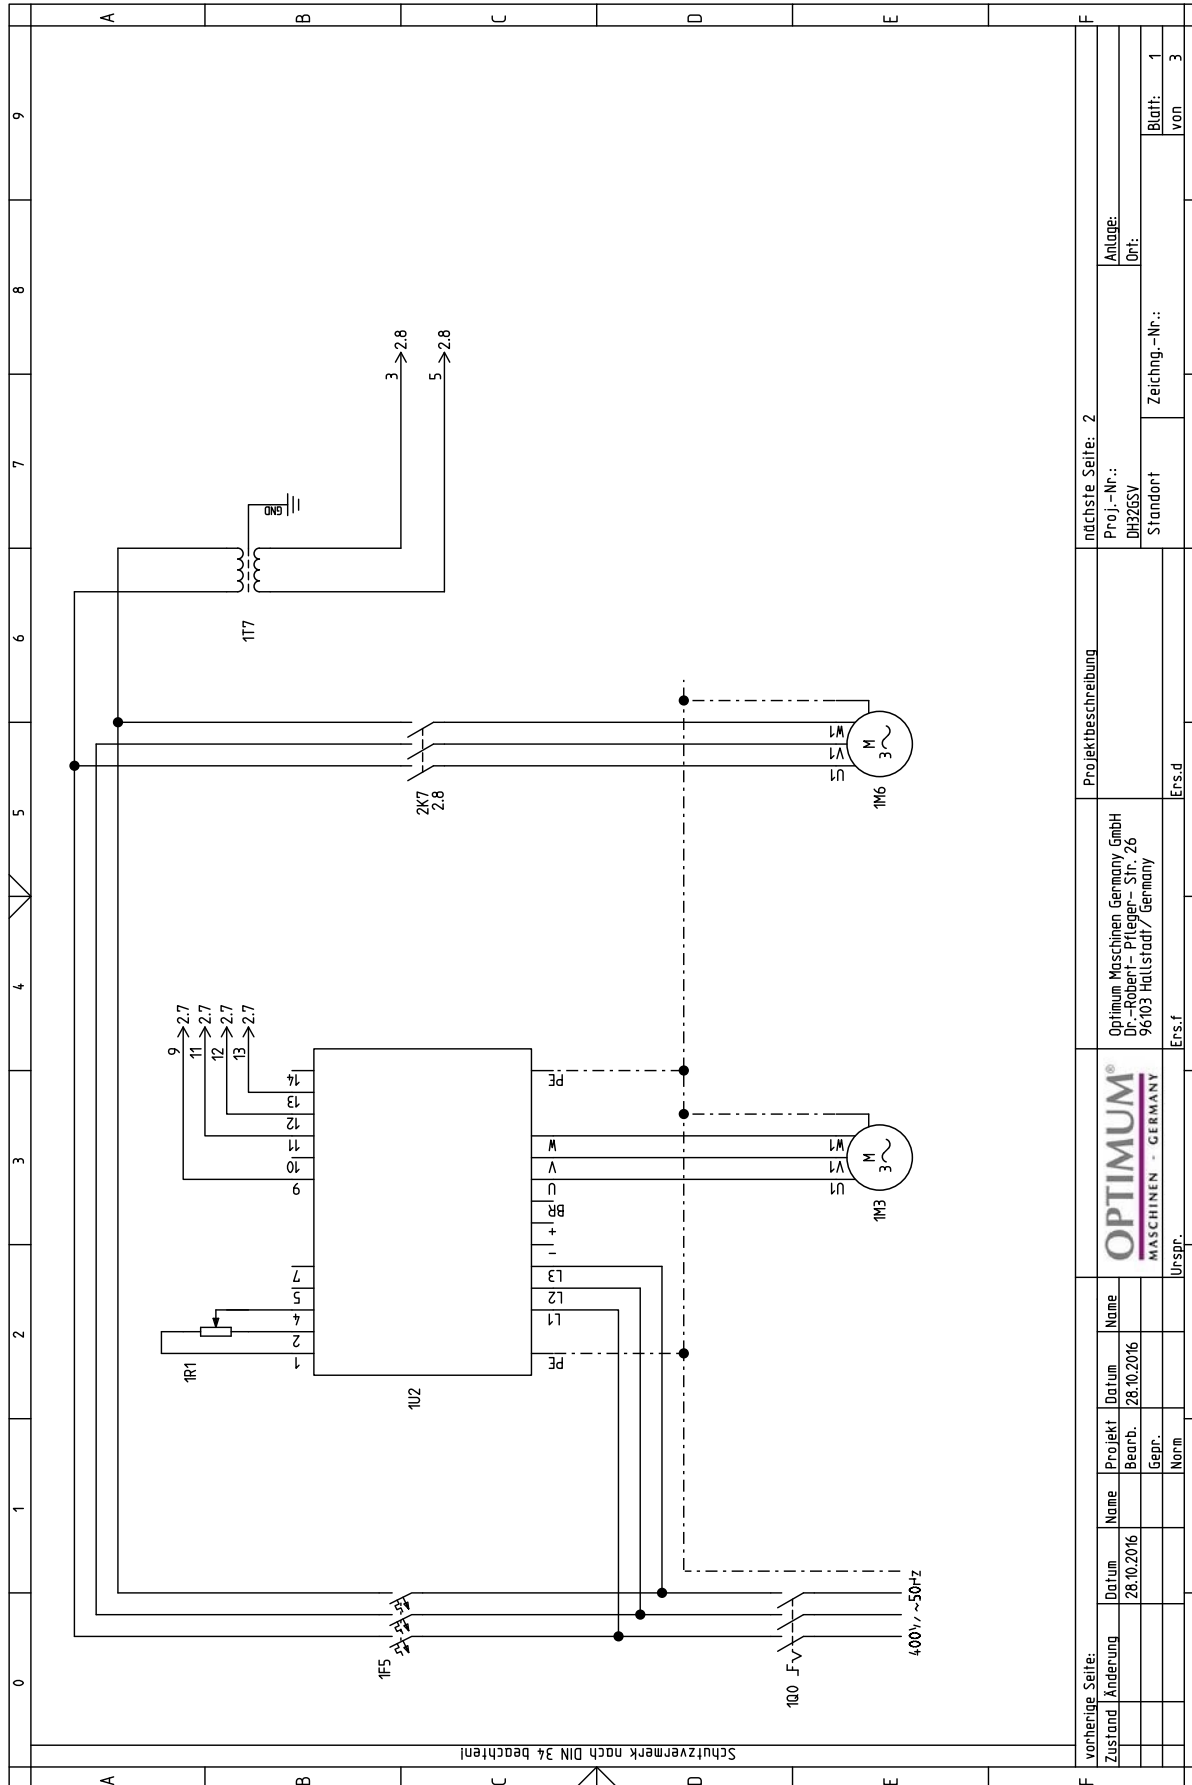 0 1 2 3 4 5 6 7 8 9
A
B
C
D
E
F
A
B
C
D
E
F
Schutzvermerk nach DIN 34 beachten!
1R1
1 2 4 5 7 9 10 11 12 13 14
9 2.7
11 2.7
12 2.7
13 2.7
1U2
PE L1 L2 L3 - + BR U V W PE
1T7
GND
3 2.8
5 2.8
1F5
2K7
2.8
1Q0
400V, ~50Hz
U1 V1 W1
M
3~
1M3
U1 V1 W1
M
3~
1M6
vorherige Seite:
nächste Seite: 2
Zustand Änderung Datum Name Projekt Datum Name
28.10.2016 Bearb. 28.10.2016
Gepr.
Norm
OPTIMUM®
MASCHINEN - GERMANY
Urspr.
Optimum Maschinen Germany GmbH
Dr.-Robert- Pfleger- Str. 26
96103 Hallstadt/ Germany
Ers.f
Projektbeschreibung
Ers.d
Proj.-Nr.:
DH32GSV
Standort
Anlage:
Ort:
Zeichng.-Nr.:
Blatt: 1
von 3